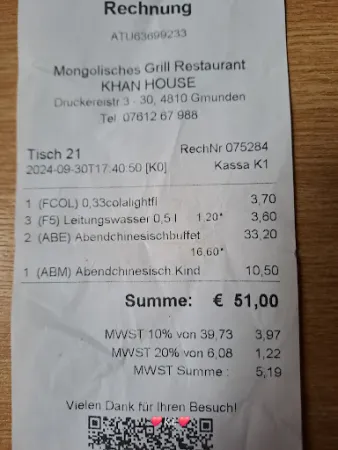 Rechnung
ATU63699233
Mongolisches Grill Restaurant
KHAN HOUSE
Druckereistr 3 - 30, 4810 Gmunden
Tel 07612 67 988
Tisch 21 RechNr 075284
2024-09-30T17:40:50 [K0] Kassa K1
1 (FCOL) 0,33colalightfl 3,70
3 (F5) Leitungswasser 0,5 l 1,20* 3,60
2 (ABE) Abendchinesischbuffet 33,20
16,60*
1 (ABM) Abendchinesisch Kind 10,50
Summe: € 51,00
MWST 10% von 39,73 3,97
MWST 20% von 6,08 1,22
MWST Summe : 5,19
Vielen Dank für Ihren Besuch!